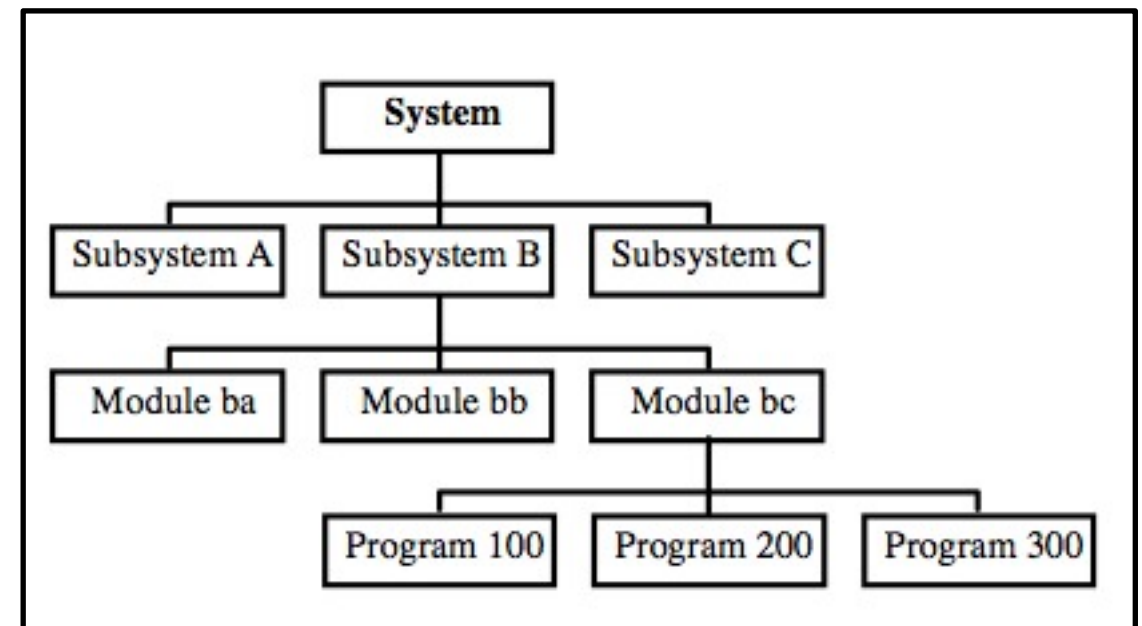 System
Subsystem A Subsystem B Subsystem C
Module ba Module bb Module bc
Program 100 Program 200 Program 300